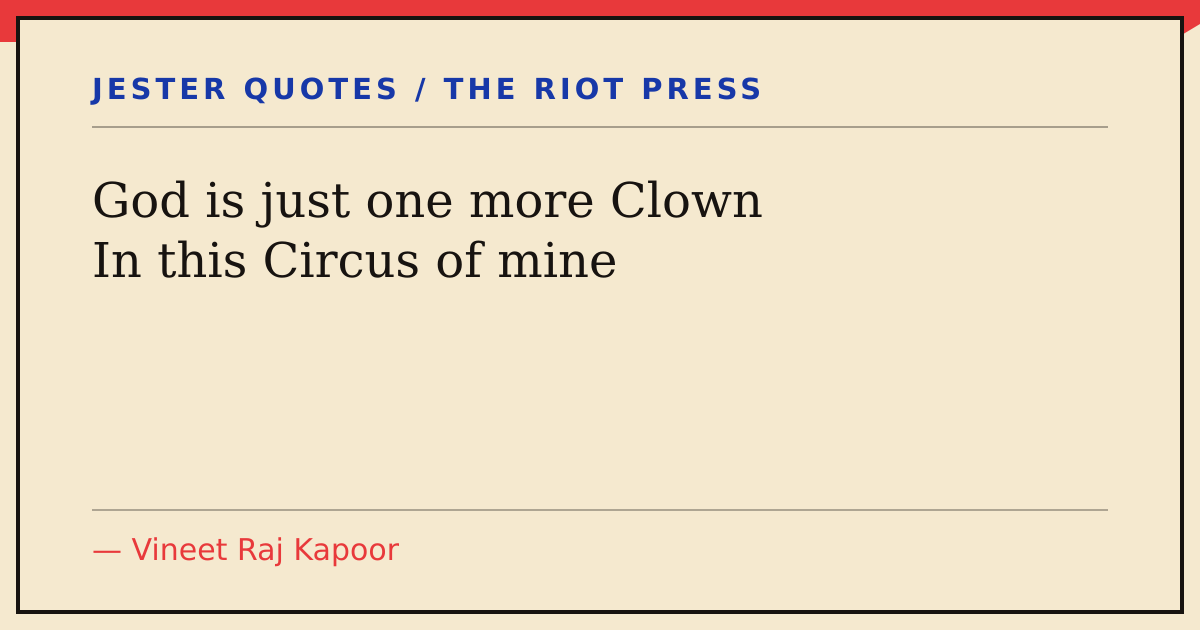 JESTER QUOTES / THE RIOT PRESS
God is just one more Clown
In this Circus of mine
— Vineet Raj Kapoor